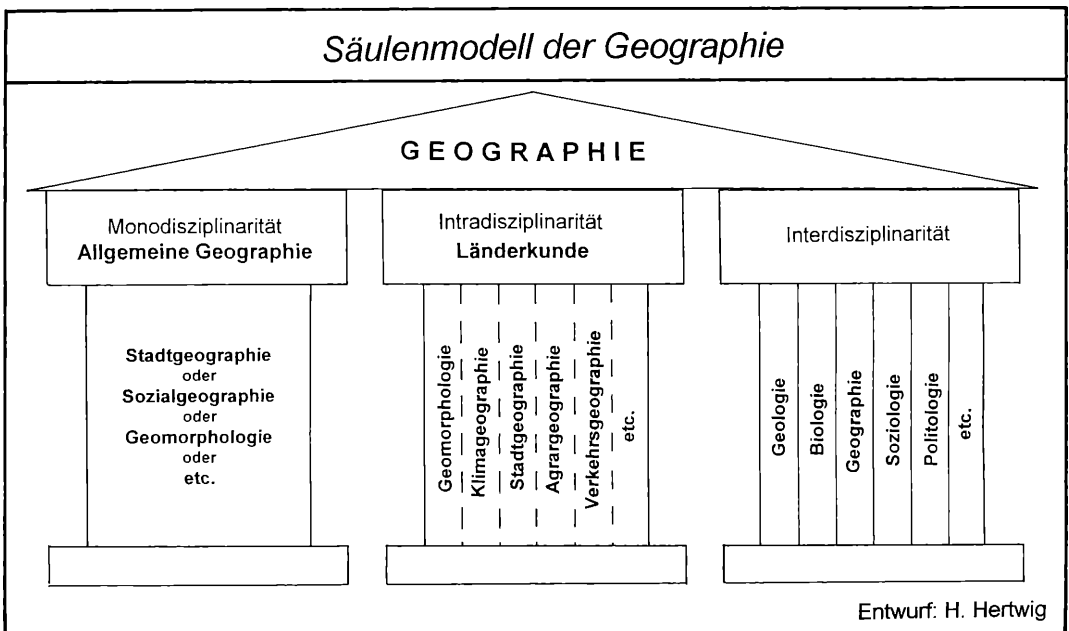 Säulenmodell der Geographie
GEOGRAPHIE
Monodisziplinarität
Allgemeine Geographie
Stadtgeographie
oder
Sozialgeographie
oder
Geomorphologie
oder
etc.
Intradisziplinarität
Länderkunde
Geomorphologie
Klimageographie
Stadtgeographie
Agrargeographie
Verkehrsgeographie
etc.
Interdisziplinarität
Geologie
Biologie
Geographie
Soziologie
Politologie
etc.
Entwurf: H. Hertwig